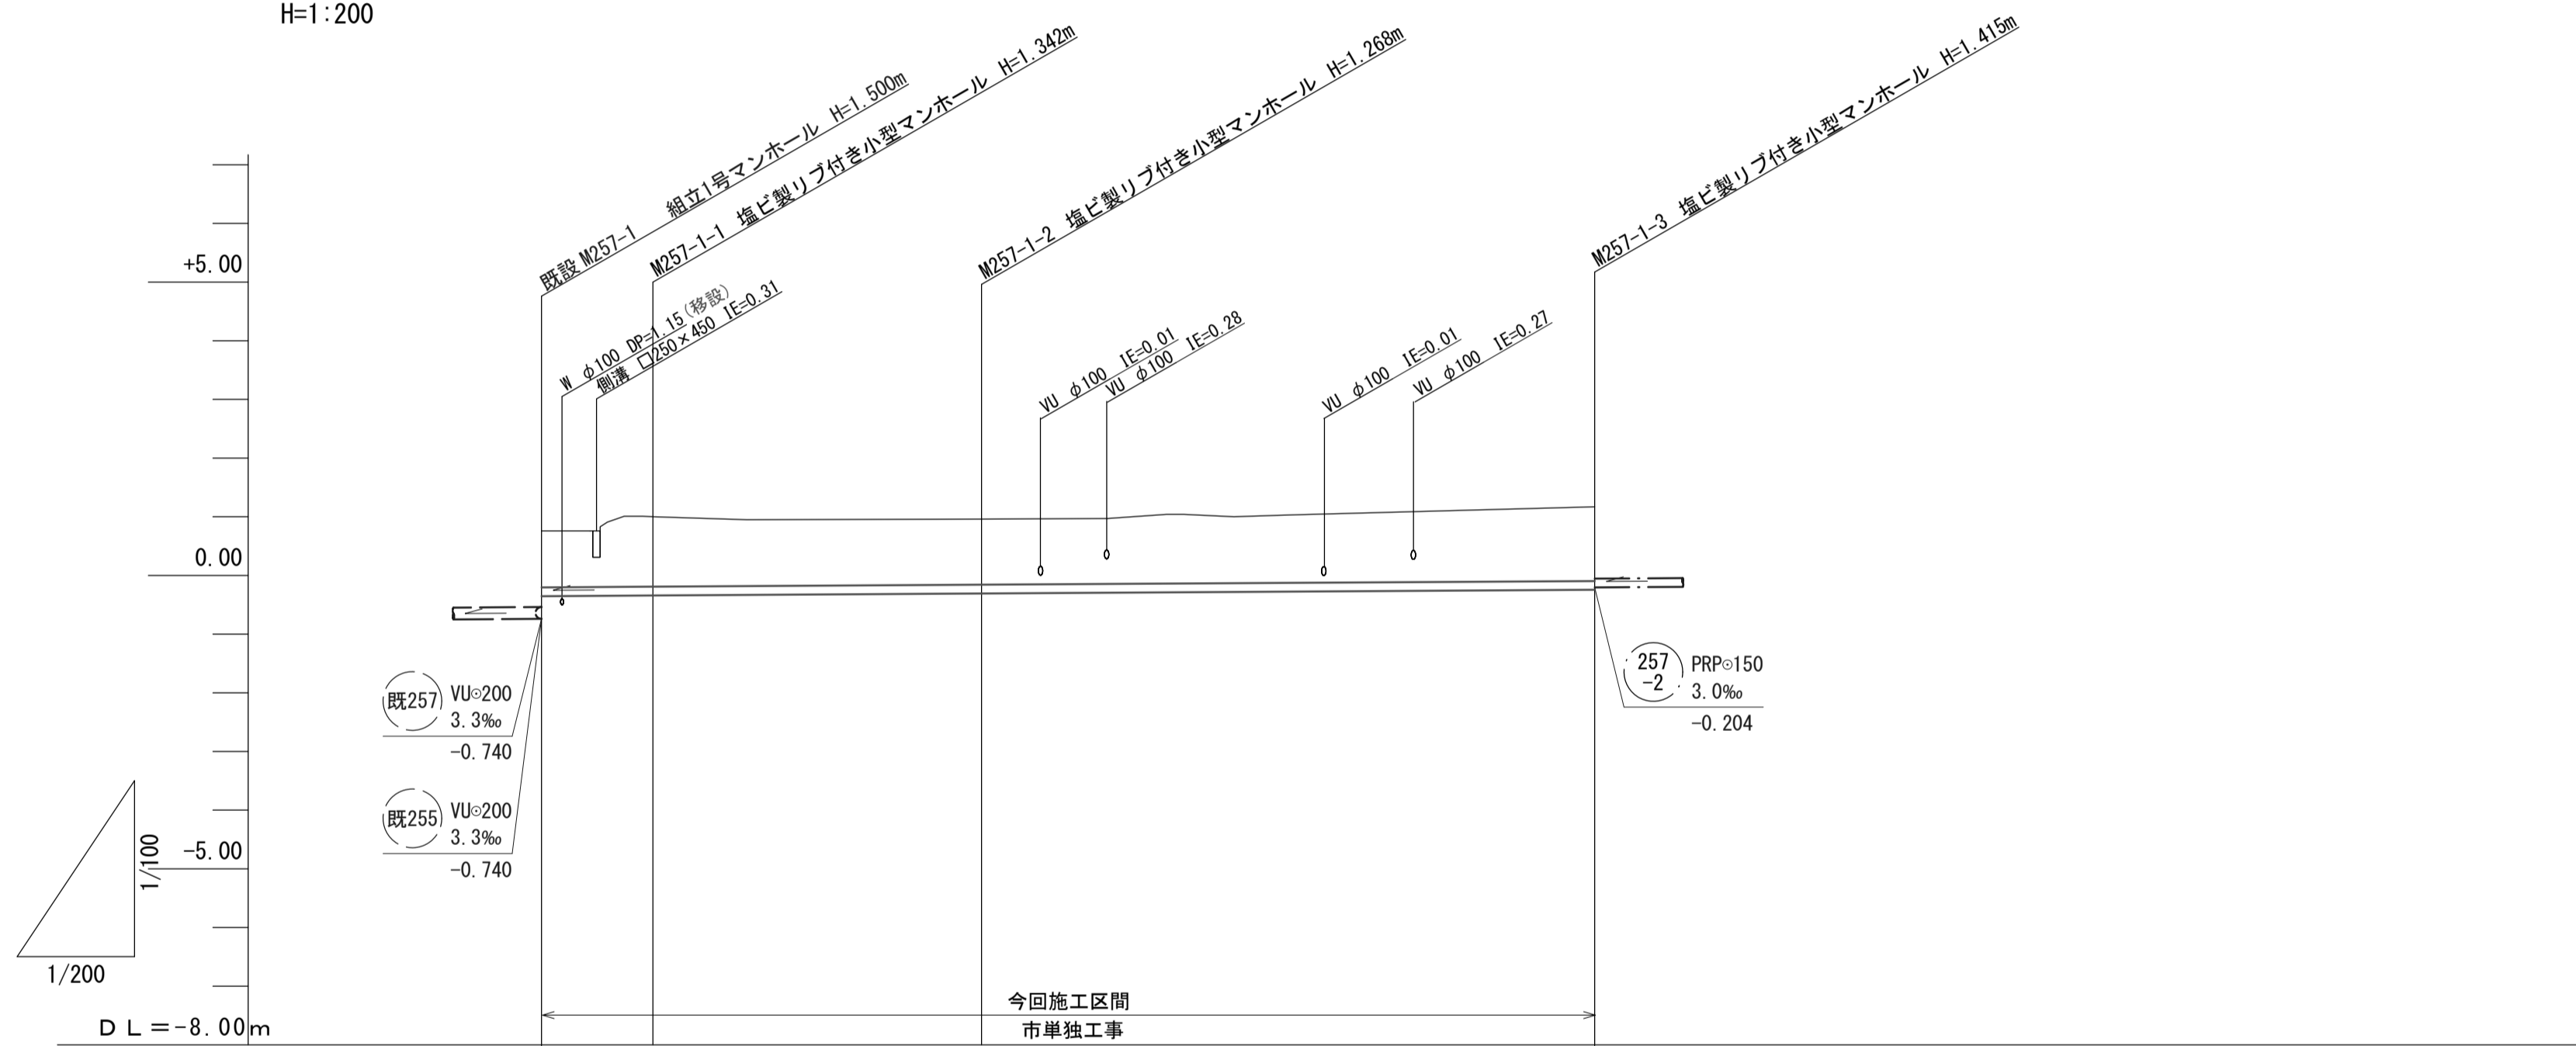 H=1:200
既設 M257-1 組立1号マンホール H=1.500m
M257-1-1 塩ビ製リブ付き小型マンホール H=1.342m
M257-1-2 塩ビ製リブ付き小型マンホール H=1.268m
M257-1-3 塩ビ製リブ付き小型マンホール H=1.415m
W φ100 DP=1.15(移設)
側溝 □250×450 IE=0.31
VU φ100 IE=0.01
VU φ100 IE=0.28
VU φ100 IE=0.01
VU φ100 IE=0.27
+5.00
0.00
-5.00
DL=-8.00m
1/100
1/200
既257 VU⊙200
3.3‰
-0.740
既255 VU⊙200
3.3‰
-0.740
257
-2
PRP⊙150
3.0‰
-0.204
今回施工区間
市単独工事